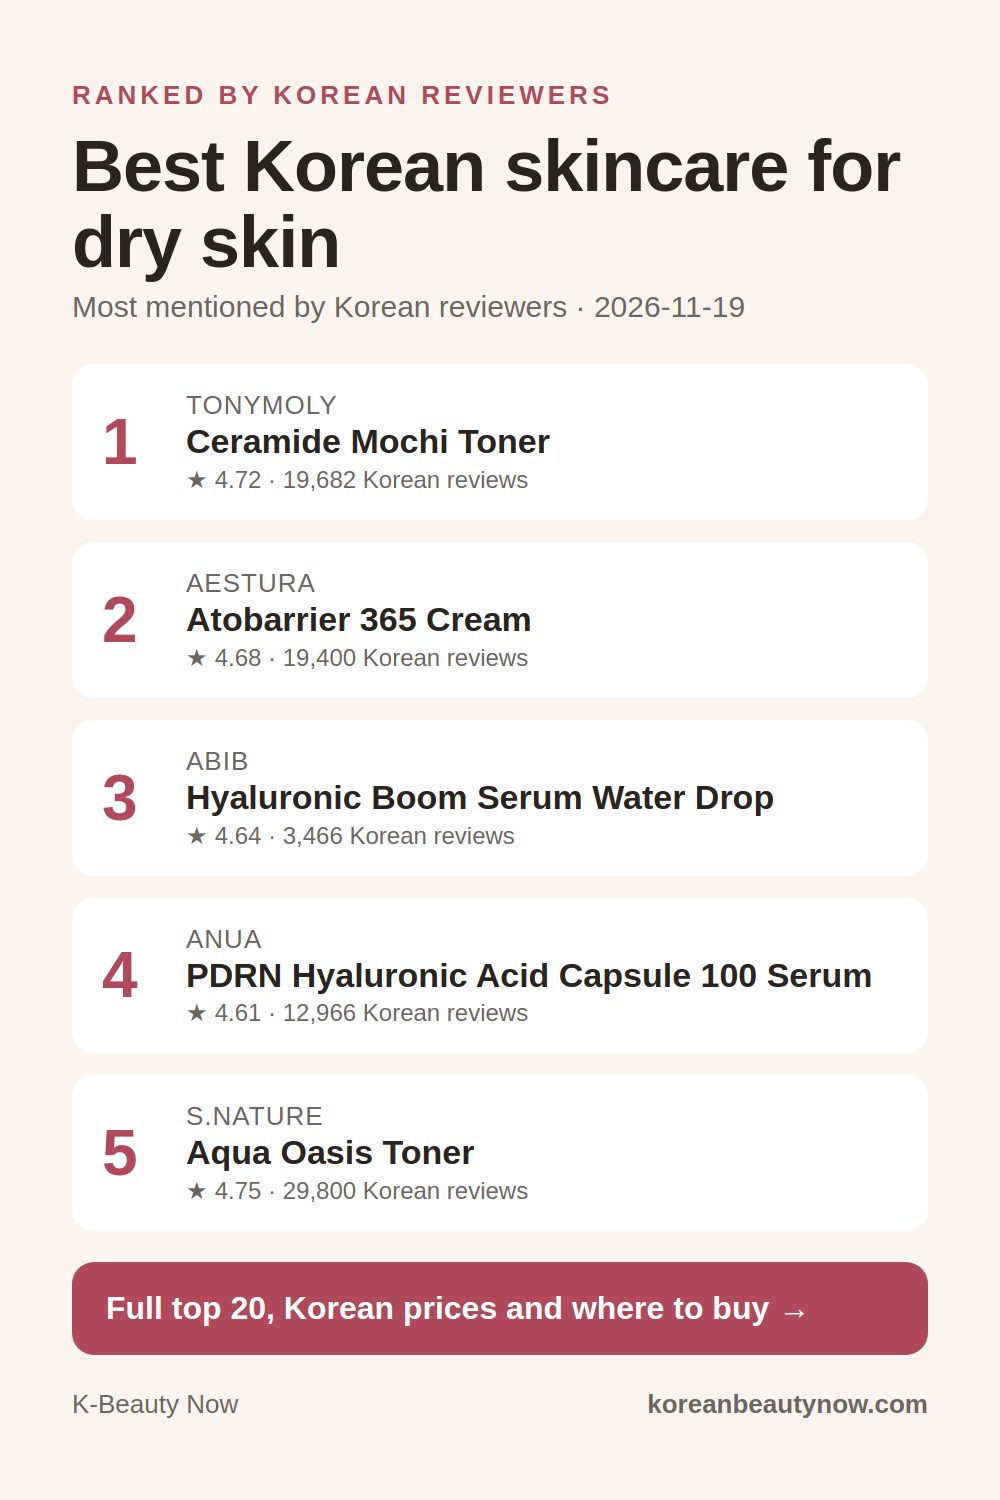 RANKED BY KOREAN REVIEWERS
Best Korean skincare for
dry skin
Most mentioned by Korean reviewers · 2026-11-19
1
TONYMOLY
Ceramide Mochi Toner
★ 4.72 · 19,682 Korean reviews
2
AESTURA
Atobarrier 365 Cream
★ 4.68 · 19,400 Korean reviews
3
ABIB
Hyaluronic Boom Serum Water Drop
★ 4.64 · 3,466 Korean reviews
4
ANUA
PDRN Hyaluronic Acid Capsule 100 Serum
★ 4.61 · 12,966 Korean reviews
5
S.NATURE
Aqua Oasis Toner
★ 4.75 · 29,800 Korean reviews
Full top 20, Korean prices and where to buy →
K-Beauty Now
koreanbeautynow.com